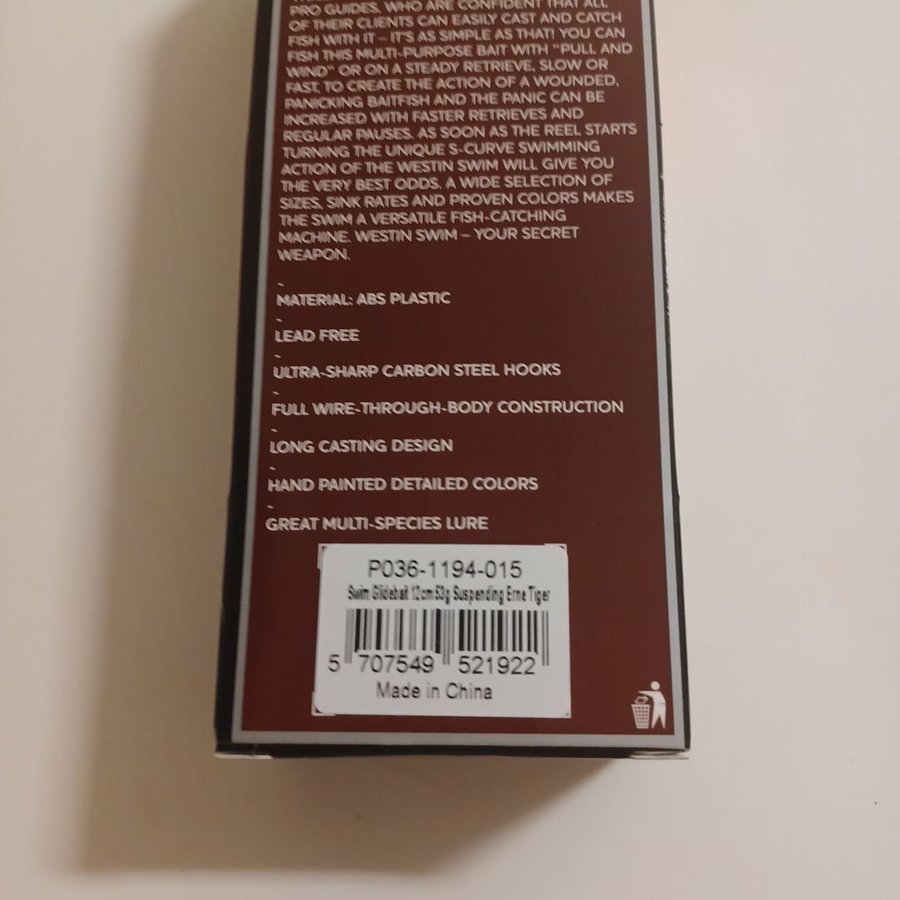 PRO GUIDES, WHO ARE CONFIDENT THAT ALL
OF THEIR CLIENTS CAN EASILY CAST AND CATCH
FISH WITH IT – IT'S AS SIMPLE AS THAT! YOU CAN
FISH THIS MULTI-PURPOSE BAIT WITH "PULL AND
WIND" OR ON A STEADY RETRIEVE, SLOW OR
FAST, TO CREATE THE ACTION OF A WOUNDED,
PANICKING BAITFISH AND THE PANIC CAN BE
INCREASED WITH FASTER RETRIEVES AND
REGULAR PAUSES. AS SOON AS THE REEL STARTS
TURNING THE UNIQUE S-CURVE SWIMMING
ACTION OF THE WESTIN SWIM WILL GIVE YOU
THE VERY BEST ODDS. A WIDE SELECTION OF
SIZES, SINK RATES AND PROVEN COLORS MAKES
THE SWIM A VERSATILE FISH-CATCHING
MACHINE. WESTIN SWIM – YOUR SECRET
WEAPON.
-
MATERIAL: ABS PLASTIC
-
LEAD FREE
-
ULTRA-SHARP CARBON STEEL HOOKS
-
FULL WIRE-THROUGH-BODY CONSTRUCTION
-
LONG CASTING DESIGN
-
HAND PAINTED DETAILED COLORS
-
GREAT MULTI-SPECIES LURE
P036-1194-015
Swim Glidebait 12cm 53g Suspending Erne Tiger
5 707549 521922
Made in China